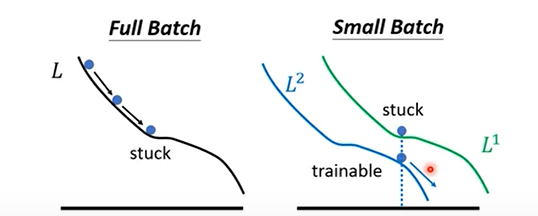 Full Batch
L
stuck
Small Batch
L²
stuck
trainable
L¹